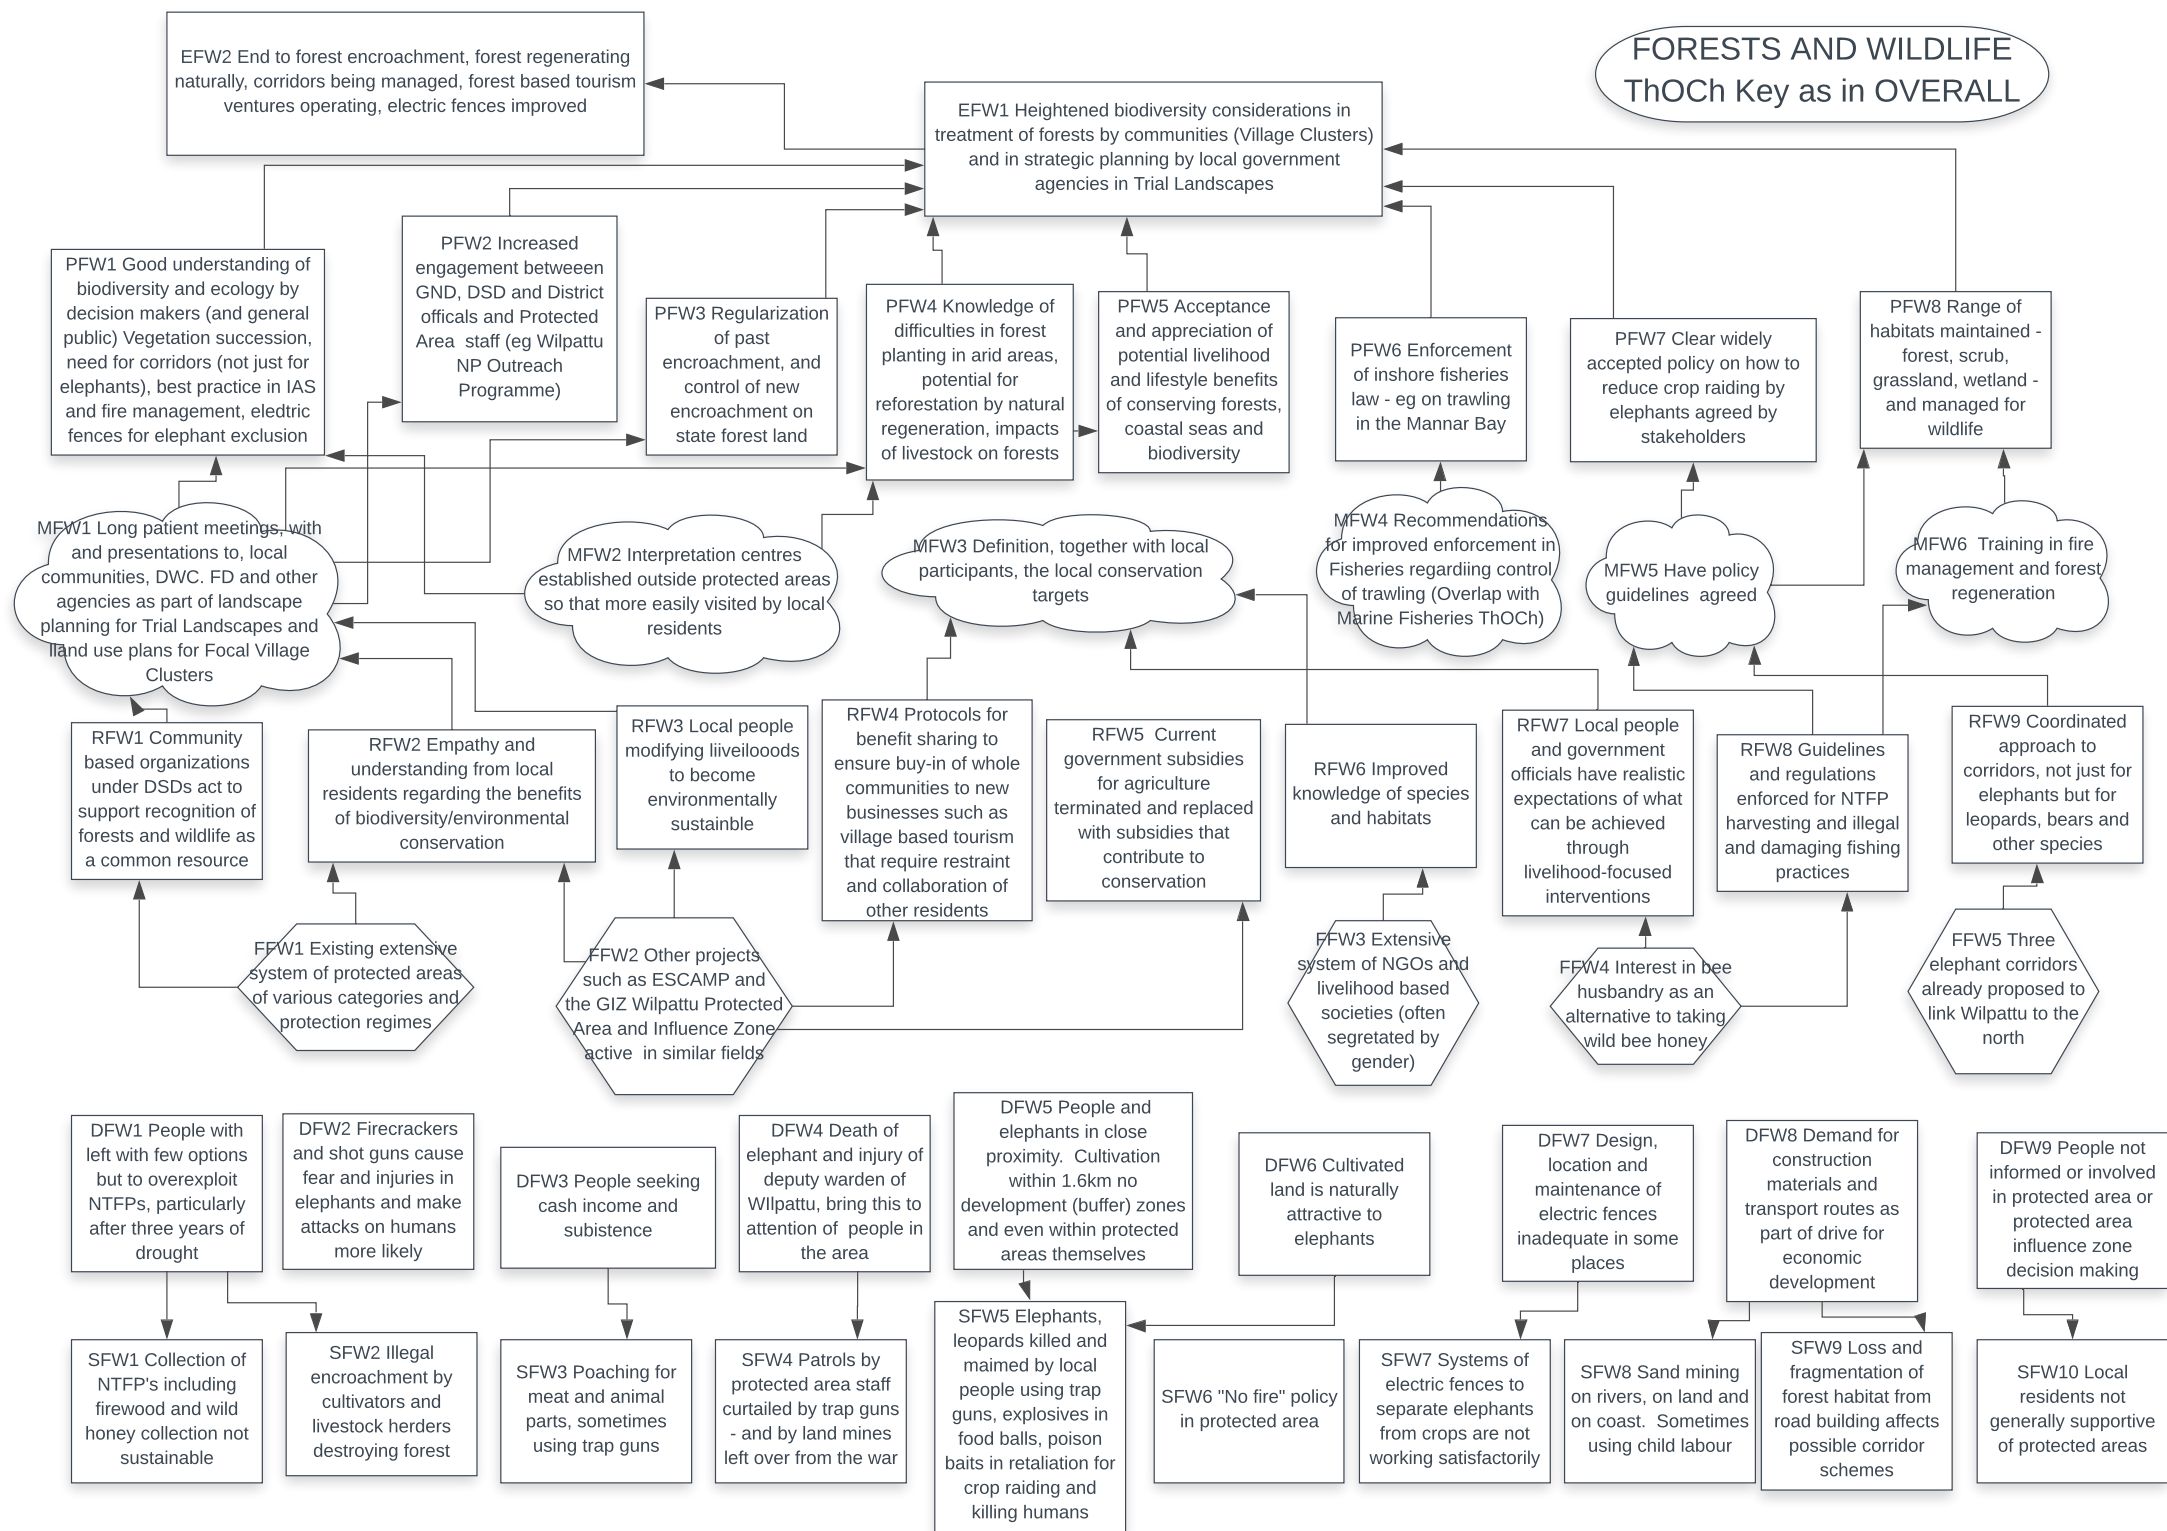 FORESTS AND WILDLIFE
ThOCh Key as in OVERALL
EFW2 End to forest encroachment, forest regenerating
naturally, corridors being managed, forest based tourism
ventures operating, electric fences improved
EFW1 Heightened biodiversity considerations in
treatment of forests by communities (Village Clusters)
and in strategic planning by local government
agencies in Trial Landscapes
PFW1 Good understanding of
biodiversity and ecology by
decision makers (and general
public) Vegetation succession,
need for corridors (not just for
elephants), best practice in IAS
and fire management, eledtric
fences for elephant exclusion
PFW2 Increased
engagement betweeen
GND, DSD and District
officals and Protected
Area  staff (eg Wilpattu
NP Outreach
Programme)
PFW3 Regularization
of past
encroachment, and
control of new
encroachment on
state forest land
PFW4 Knowledge of
difficulties in forest
planting in arid areas,
potential for
reforestation by natural
regeneration, impacts
of livestock on forests
PFW5 Acceptance
and appreciation of
potential livelihood
and lifestyle benefits
of conserving forests,
coastal seas and
biodiversity
PFW6 Enforcement
of inshore fisheries
law - eg on trawling
in the Mannar Bay
PFW7 Clear widely
accepted policy on how to
reduce crop raiding by
elephants agreed by
stakeholders
PFW8 Range of
habitats maintained -
forest, scrub,
grassland, wetland -
and managed for
wildlife
MFW1 Long patient meetings, with
and presentations to, local
communities, DWC. FD and other
agencies as part of landscape
planning for Trial Landscapes and
lland use plans for Focal Village
Clusters
MFW2 Interpretation centres
established outside protected areas
so that more easily visited by local
residents
MFW3 Definition, together with local
participants, the local conservation
targets
MFW4 Recommendations
for improved enforcement in
Fisheries regardiing control
of trawling (Overlap with
Marine Fisheries ThOCh)
MFW5 Have policy
guidelines  agreed
MFW6  Training in fire
management and forest
regeneration
RFW1 Community
based organizations
under DSDs act to
support recognition of
forests and wildlife as
a common resource
RFW2 Empathy and
understanding from local
residents regarding the benefits
of biodiversity/environmental
conservation
RFW3 Local people
modifying liiveilooods
to become
environmentally
sustainble
RFW4 Protocols for
benefit sharing to
ensure buy-in of whole
communities to new
businesses such as
village based tourism
that require restraint
and collaboration of
other residents
RFW5  Current
government subsidies
for agriculture
terminated and replaced
with subsidies that
contribute to
conservation
RFW6 Improved
knowledge of species
and habitats
RFW7 Local people
and government
officials have realistic
expectations of what
can be achieved
through
livelihood-focused
interventions
RFW8 Guidelines
and regulations
enforced for NTFP
harvesting and illegal
and damaging fishing
practices
RFW9 Coordinated
approach to
corridors, not just for
elephants but for
leopards, bears and
other species
FFW1 Existing extensive
system of protected areas
of various categories and
protection regimes
FFW2 Other projects
such as ESCAMP and
the GIZ Wilpattu Protected
Area and Influence Zone
active  in similar fields
FFW3 Extensive
system of NGOs and
livelihood based
societies (often
segretated by
gender)
FFW4 Interest in bee
husbandry as an
alternative to taking
wild bee honey
FFW5 Three
elephant corridors
already proposed to
link Wilpattu to the
north
DFW1 People with
left with few options
but to overexploit
NTFPs, particularly
after three years of
drought
DFW2 Firecrackers
and shot guns cause
fear and injuries in
elephants and make
attacks on humans
more likely
DFW3 People seeking
cash income and
subistence
DFW4 Death of
elephant and injury of
deputy warden of
WIlpattu, bring this to
attention of  people in
the area
DFW5 People and
elephants in close
proximity.  Cultivation
within 1.6km no
development (buffer) zones
and even within protected
areas themselves
DFW6 Cultivated
land is naturally
attractive to
elephants
DFW7 Design,
location and
maintenance of
electric fences
inadequate in some
places
DFW8 Demand for
construction
materials and
transport routes as
part of drive for
economic
development
DFW9 People not
informed or involved
in protected area or
protected area
influence zone
decision making
SFW1 Collection of
NTFP's including
firewood and wild
honey collection not
sustainable
SFW2 Illegal
encroachment by
cultivators and
livestock herders
destroying forest
SFW3 Poaching for
meat and animal
parts, sometimes
using trap guns
SFW4 Patrols by
protected area staff
curtailed by trap guns
- and by land mines
left over from the war
SFW5 Elephants,
leopards killed and
maimed by local
people using trap
guns, explosives in
food balls, poison
baits in retaliation for
crop raiding and
killing humans
SFW6 "No fire" policy
in protected area
SFW7 Systems of
electric fences to
separate elephants
from crops are not
working satisfactorily
SFW8 Sand mining
on rivers, on land and
on coast.  Sometimes
using child labour
SFW9 Loss and
fragmentation of
forest habitat from
road building affects
possible corridor
schemes
SFW10 Local
residents not
generally supportive
of protected areas